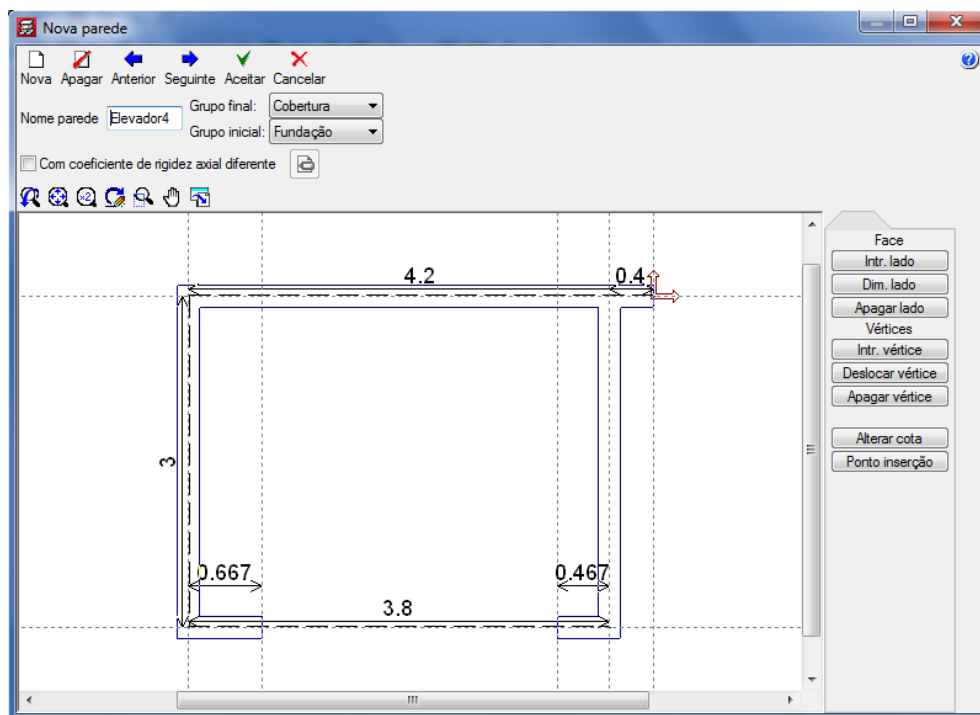 Nova parede
Nova Apagar Anterior Seguinte Aceitar Cancelar
Nome parede Elevador4 Grupo final: Cobertura
Grupo inicial: Fundação
Com coeficiente de rigidez axial diferente
4.2 0.4
3
0.667 0.467
3.8
Face
Intr. lado
Dim. lado
Apagar lado
Vértices
Intr. vértice
Deslocar vértice
Apagar vértice
Alterar cota
Ponto inserção